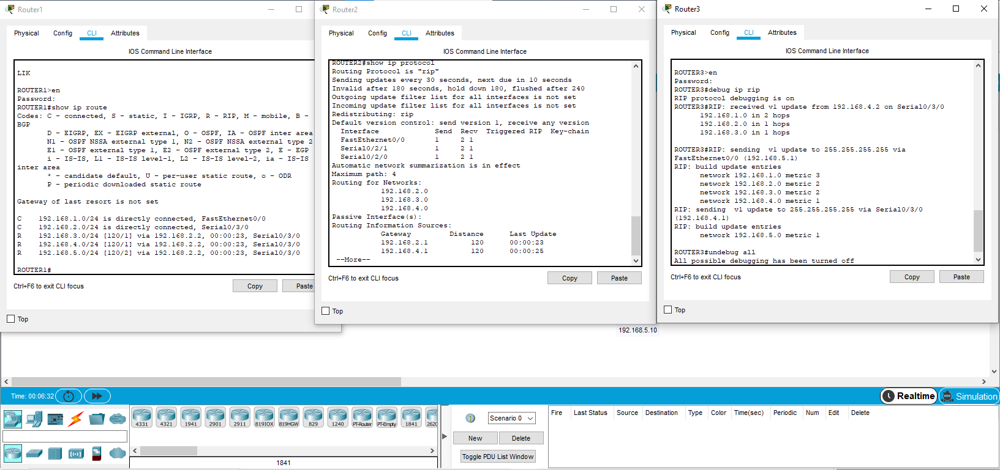 Router1
Physical Config CLI Attributes
IOS Command Line Interface
LIK
ROUTER1>en
Password:
ROUTER1#show ip route
Codes: C - connected, S - static, I - IGRP, R - RIP, M - mobile, B -
BGP
D - EIGRP, EX - EIGRP external, O - OSPF, IA - OSPF inter area
N1 - OSPF NSSA external type 1, N2 - OSPF NSSA external type 2
E1 - OSPF external type 1, E2 - OSPF external type 2, E - EGP
i - IS-IS, L1 - IS-IS level-1, L2 - IS-IS level-2, ia - IS-IS
inter area
* - candidate default, U - per-user static route, o - ODR
P - periodic downloaded static route
Gateway of last resort is not set
C 192.168.1.0/24 is directly connected, FastEthernet0/0
C 192.168.2.0/24 is directly connected, Serial0/3/0
R 192.168.3.0/24 [120/1] via 192.168.2.2, 00:00:23, Serial0/3/0
R 192.168.4.0/24 [120/1] via 192.168.2.2, 00:00:23, Serial0/3/0
R 192.168.5.0/24 [120/2] via 192.168.2.2, 00:00:23, Serial0/3/0
ROUTER1#
Ctrl+F6 to exit CLI focus
Copy Paste
Top
Router2
Physical Config CLI Attributes
IOS Command Line Interface
ROUTER2#show ip protocol
Routing Protocol is "rip"
Sending updates every 30 seconds, next due in 10 seconds
Invalid after 180 seconds, hold down 180, flushed after 240
Outgoing update filter list for all interfaces is not set
Incoming update filter list for all interfaces is not set
Redistributing: rip
Default version control: send version 1, receive any version
Interface Send Recv Triggered RIP Key-chain
FastEthernet0/0 1 2 1
Serial0/2/1 1 2 1
Serial0/2/0 1 2 1
Automatic network summarization is in effect
Maximum path: 4
Routing for Networks:
192.168.2.0
192.168.3.0
192.168.4.0
Passive Interface(s):
Routing Information Sources:
Gateway Distance Last Update
192.168.2.1 120 00:00:23
192.168.4.1 120 00:00:25
--More--
Ctrl+F6 to exit CLI focus
Copy Paste
Top
Router3
Physical Config CLI Attributes
IOS Command Line Interface
ROUTER3>en
Password:
ROUTER3#debug ip rip
RIP protocol debugging is on
ROUTER3#RIP: received v1 update from 192.168.4.2 on Serial0/3/0
192.168.1.0 in 2 hops
192.168.2.0 in 1 hops
192.168.3.0 in 1 hops
ROUTER3#RIP: sending  v1 update to 255.255.255.255 via
FastEthernet0/0 (192.168.5.1)
RIP: build update entries
network 192.168.1.0 metric 3
network 192.168.2.0 metric 2
network 192.168.3.0 metric 2
network 192.168.4.0 metric 1
RIP: sending  v1 update to 255.255.255.255 via Serial0/3/0
(192.168.4.1)
RIP: build update entries
network 192.168.5.0 metric 1
ROUTER3#undebug all
All possible debugging has been turned off
Ctrl+F6 to exit CLI focus
Copy Paste
Top
192.168.5.10
Time: 00:06:32
Realtime Simulation
4331 4321 1941 2901 2911 819IOX 819HGW 829 1240 PT-Router PT-Empty 1841 262
1841
Scenario 0
New Delete
Toggle PDU List Window
Fire Last Status Source Destination Type Color Time(sec) Periodic Num Edit Delete